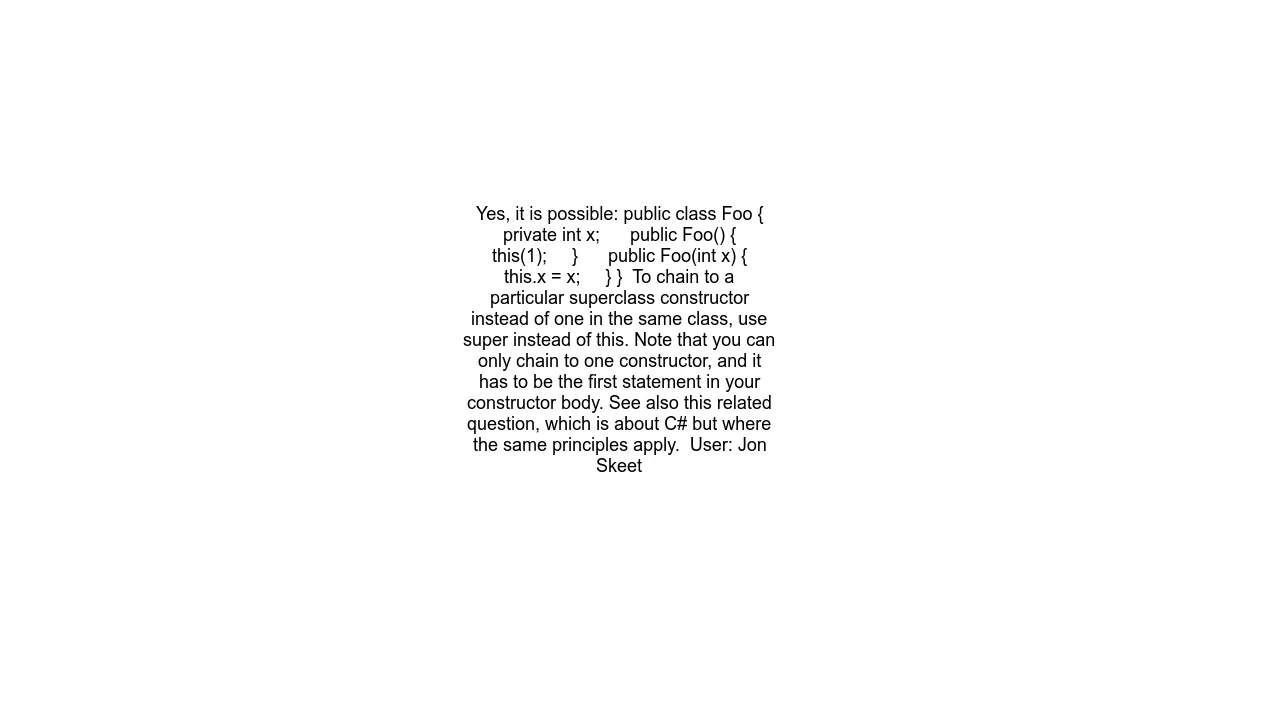 Yes, it is possible: public class Foo {
private int x;      public Foo() {
this(1);     }      public Foo(int x) {
this.x = x;     } }  To chain to a
particular superclass constructor
instead of one in the same class, use
super instead of this. Note that you can
only chain to one constructor, and it
has to be the first statement in your
constructor body. See also this related
question, which is about C# but where
the same principles apply.  User: Jon
Skeet